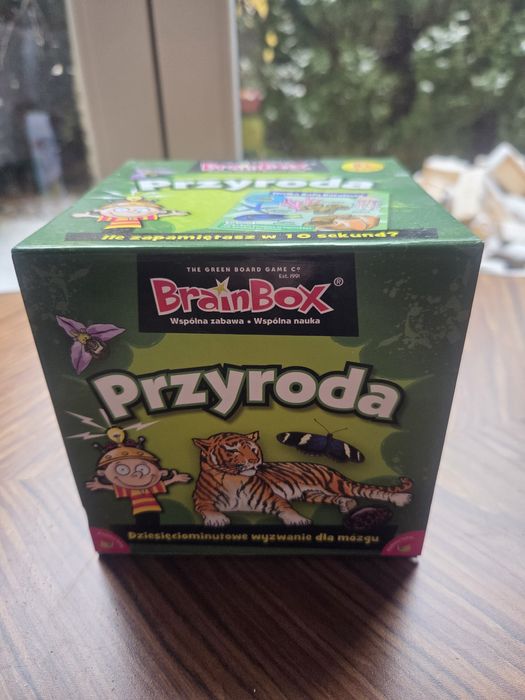 BrainBox
Przyroda
Ile zapamiętasz w 10 sekund?
THE GREEN BOARD GAME Co
Est. 1991
BrainBox®
Wspólna zabawa • Wspólna nauka
Przyroda
Dziesięciominutowe wyzwanie dla mózgu